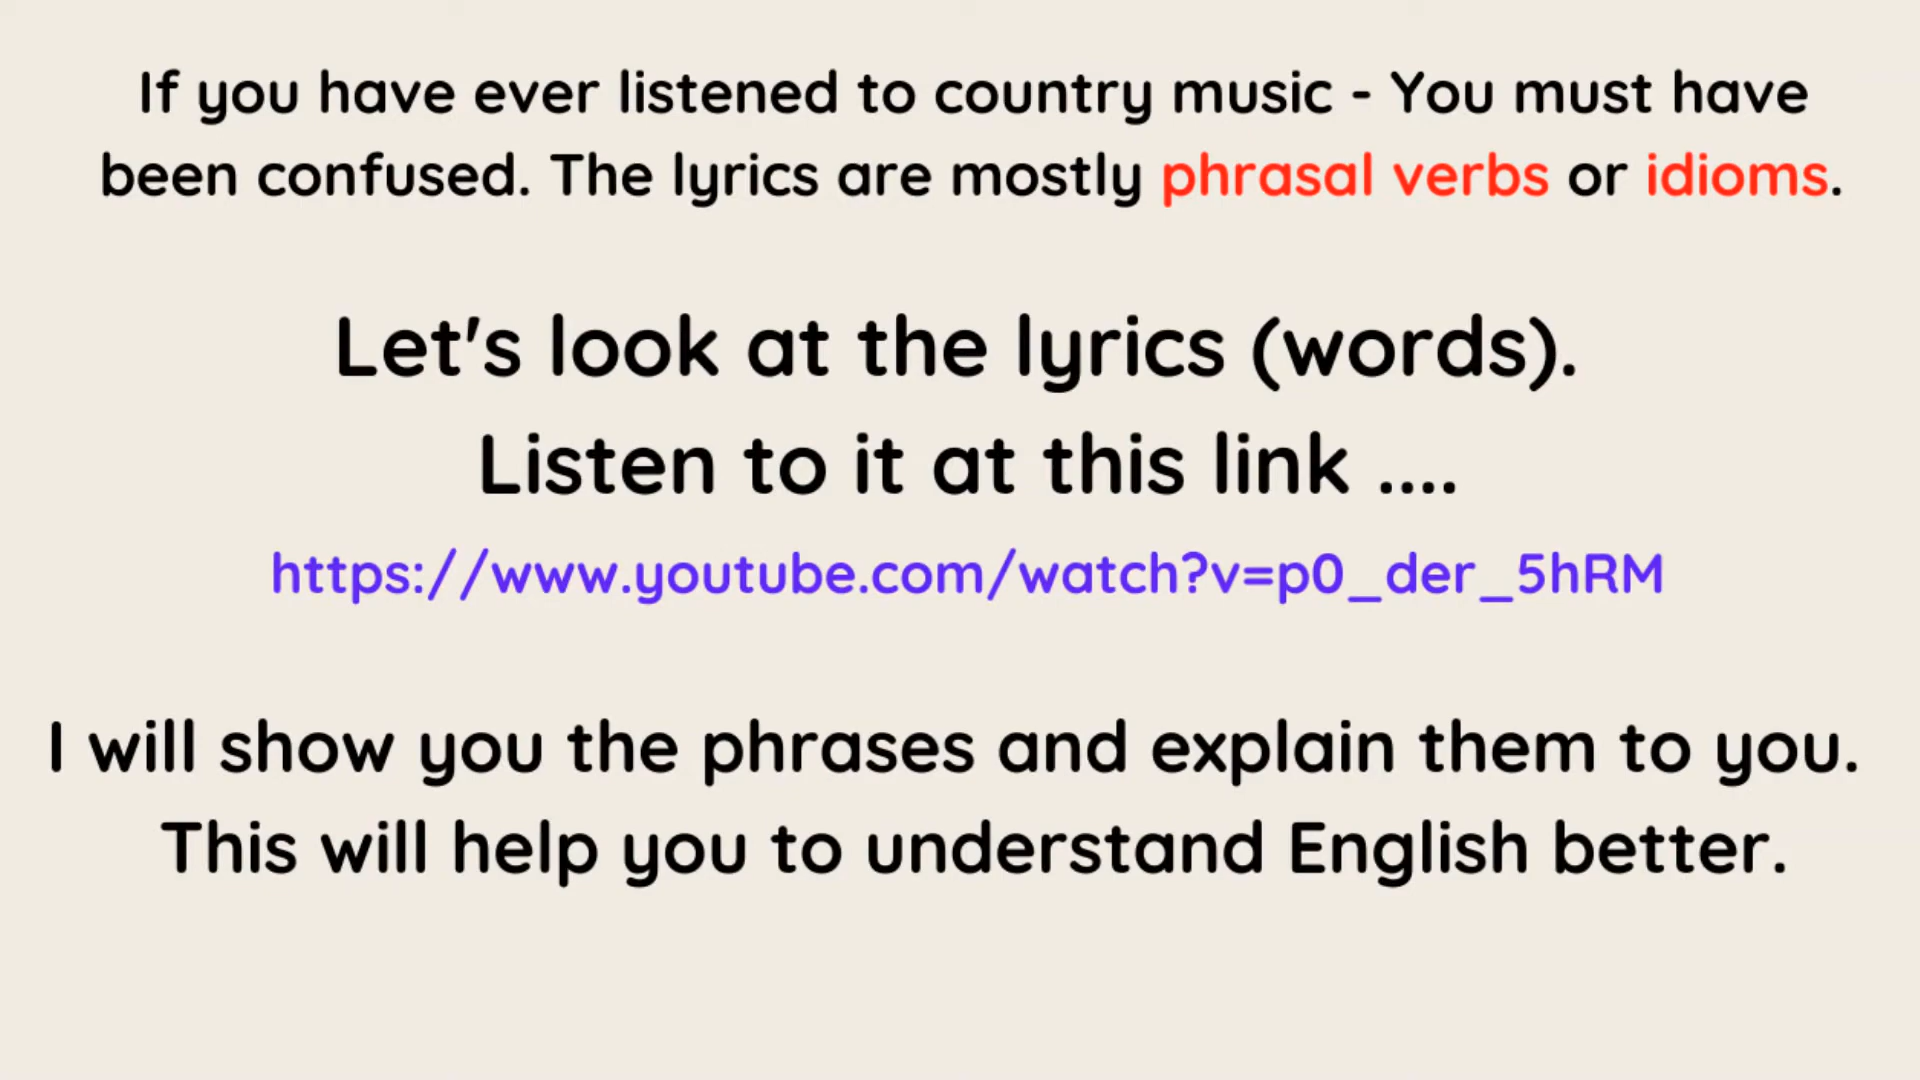 If you have ever listened to country music - You must have
been confused. The lyrics are mostly phrasal verbs or idioms.
Let's look at the lyrics (words).
Listen to it at this link ....
https://www.youtube.com/watch?v=p0_der_5hRM
I will show you the phrases and explain them to you.
This will help you to understand English better.